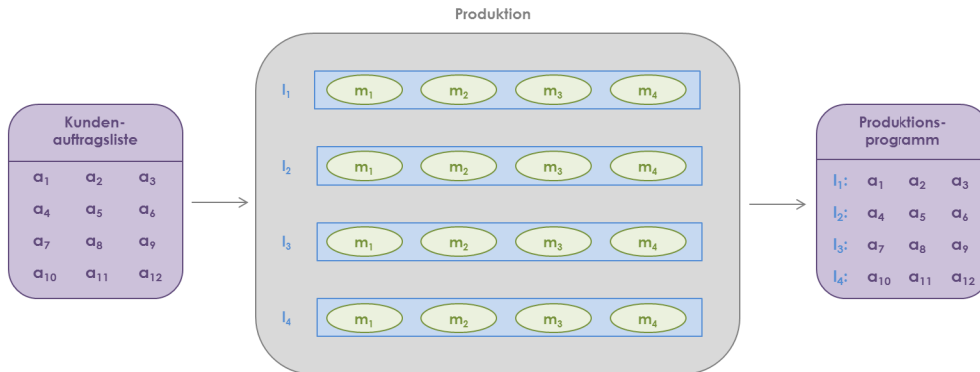 Produktion
Kunden-
auftragsliste
a₁ a₂ a₃
a₄ a₅ a₆
a₇ a₈ a₉
a₁₀ a₁₁ a₁₂
l₁ m₁ m₂ m₃ m₄
l₂ m₁ m₂ m₃ m₄
l₃ m₁ m₂ m₃ m₄
l₄ m₁ m₂ m₃ m₄
Produktions-
programm
l₁: a₁ a₂ a₃
l₂: a₄ a₅ a₆
l₃: a₇ a₈ a₉
l₄: a₁₀ a₁₁ a₁₂